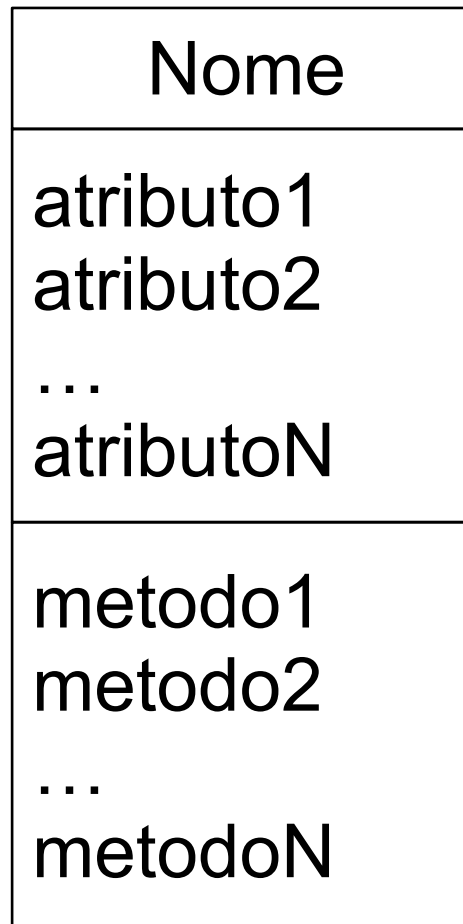 Nome
atributo1
atributo2
…
atributoN
metodo1
metodo2
…
metodoN